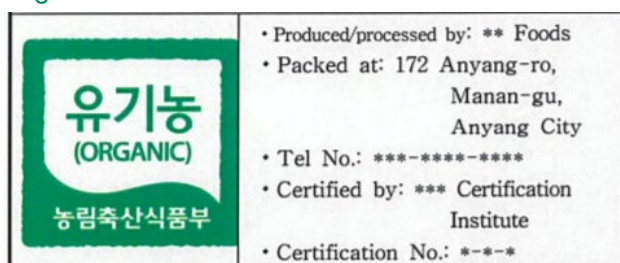 유기농
(ORGANIC)
농림축산식품부
• Produced/processed by: ** Foods
• Packed at: 172 Anyang-ro,
Manan-gu,
Anyang City
• Tel No.: ***-****-****
• Certified by: *** Certification
Institute
• Certification No.: *-*-*